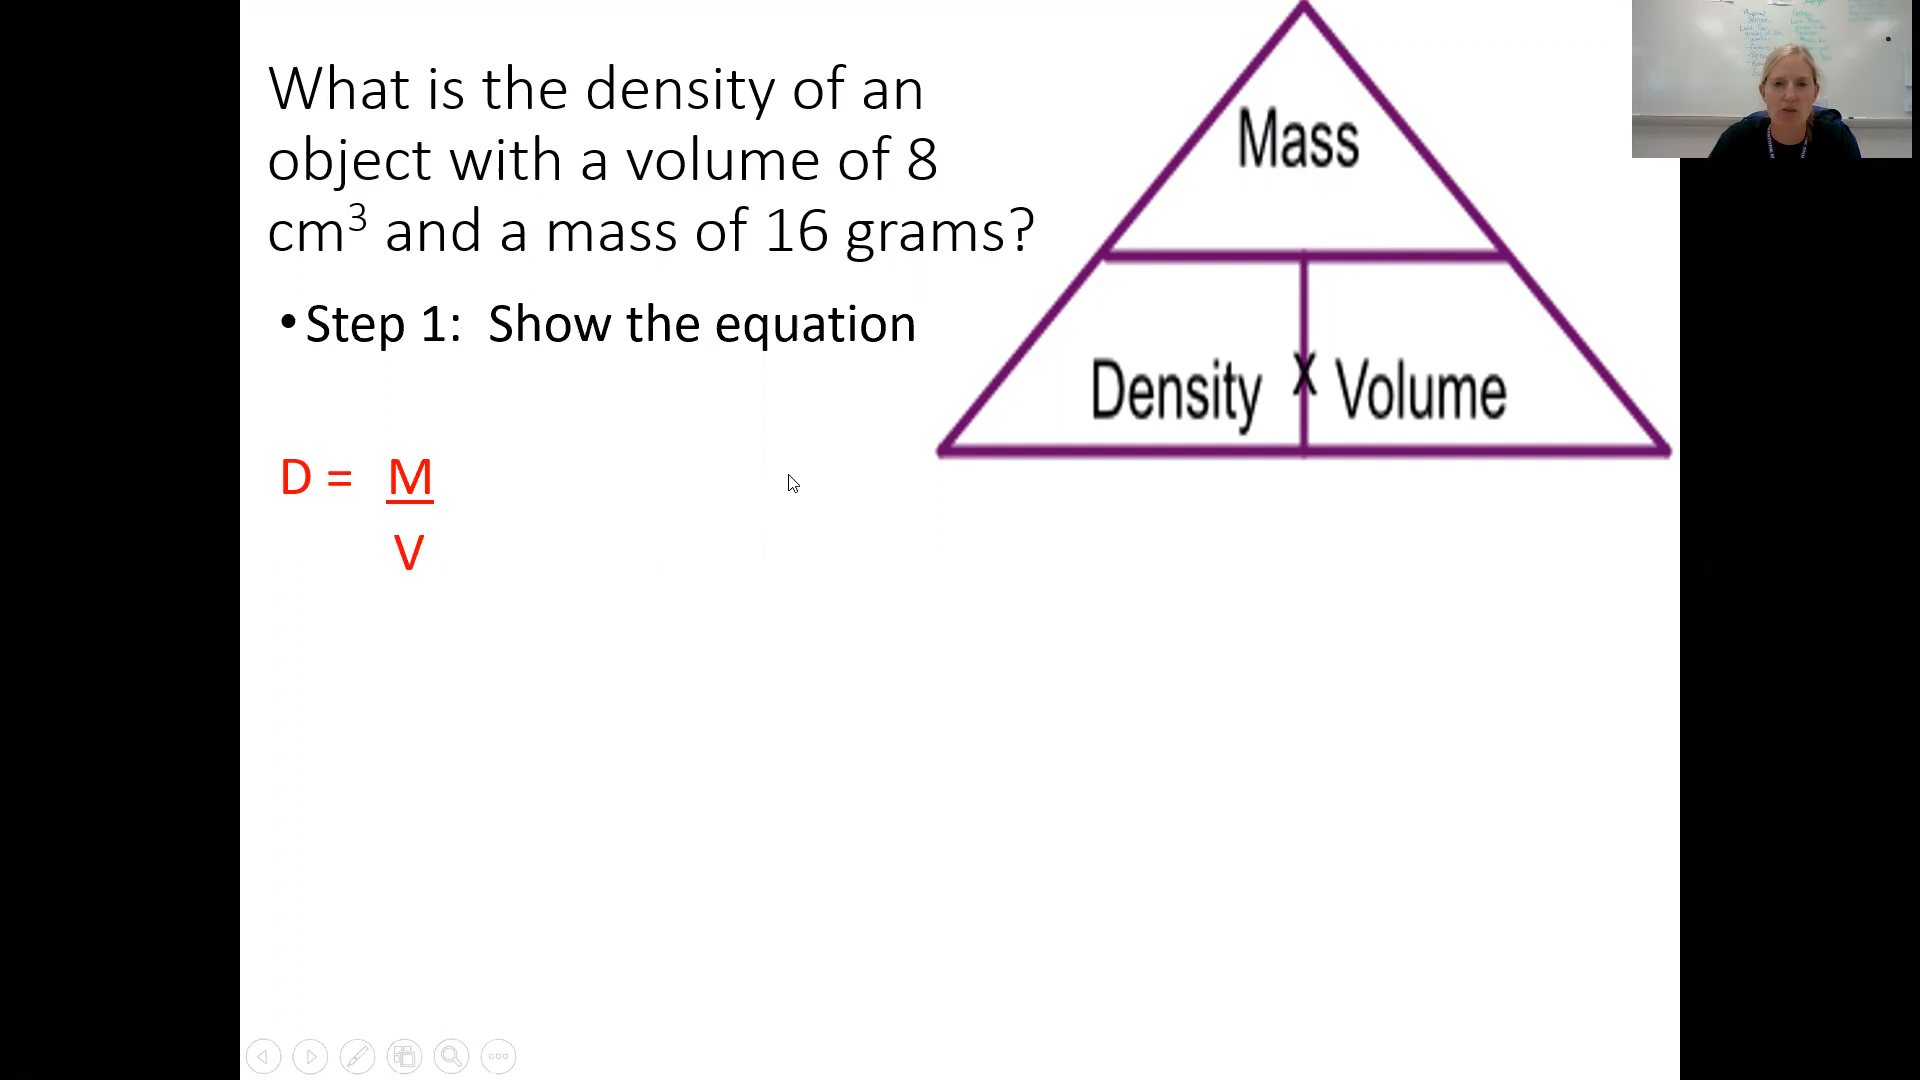 What is the density of an
object with a volume of 8
cm³ and a mass of 16 grams?
• Step 1: Show the equation
D = M
V
Mass
Density X Volume